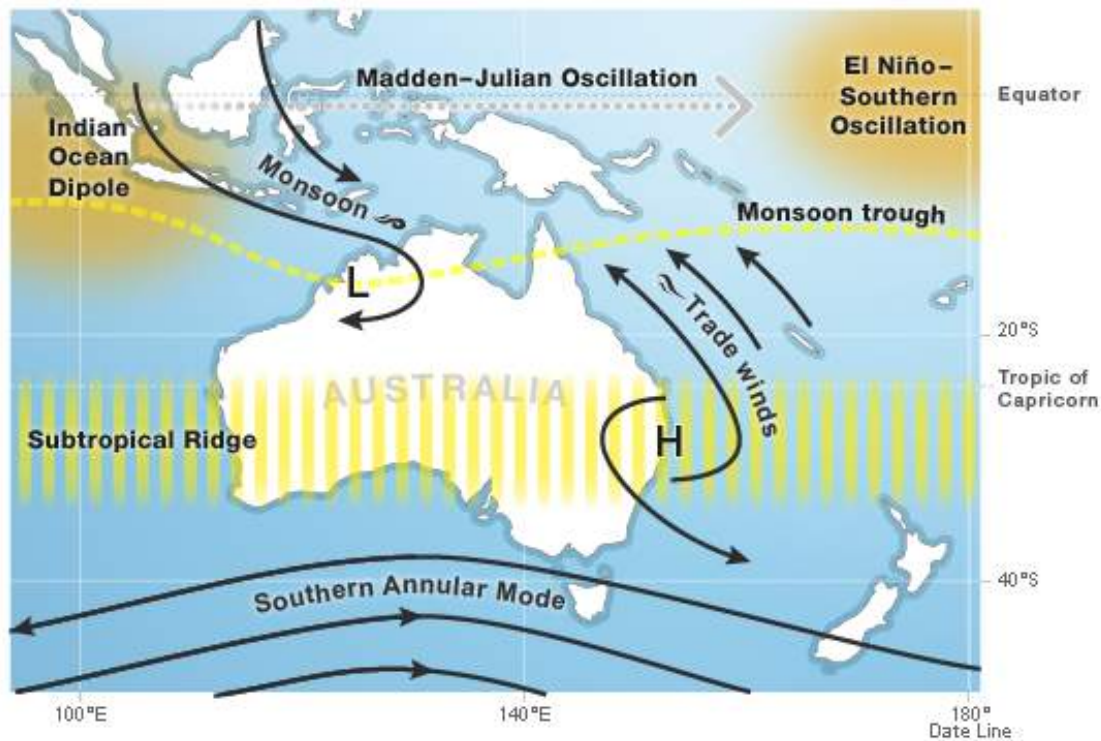 Madden–Julian Oscillation
El Niño–
Southern
Oscillation
Equator
Indian
Ocean
Dipole
Monsoon
Monsoon trough
L
Trade winds
20°S
AUSTRALIA
Tropic of
Capricorn
Subtropical Ridge
H
Southern Annular Mode
40°S
100°E
140°E
180°
Date Line